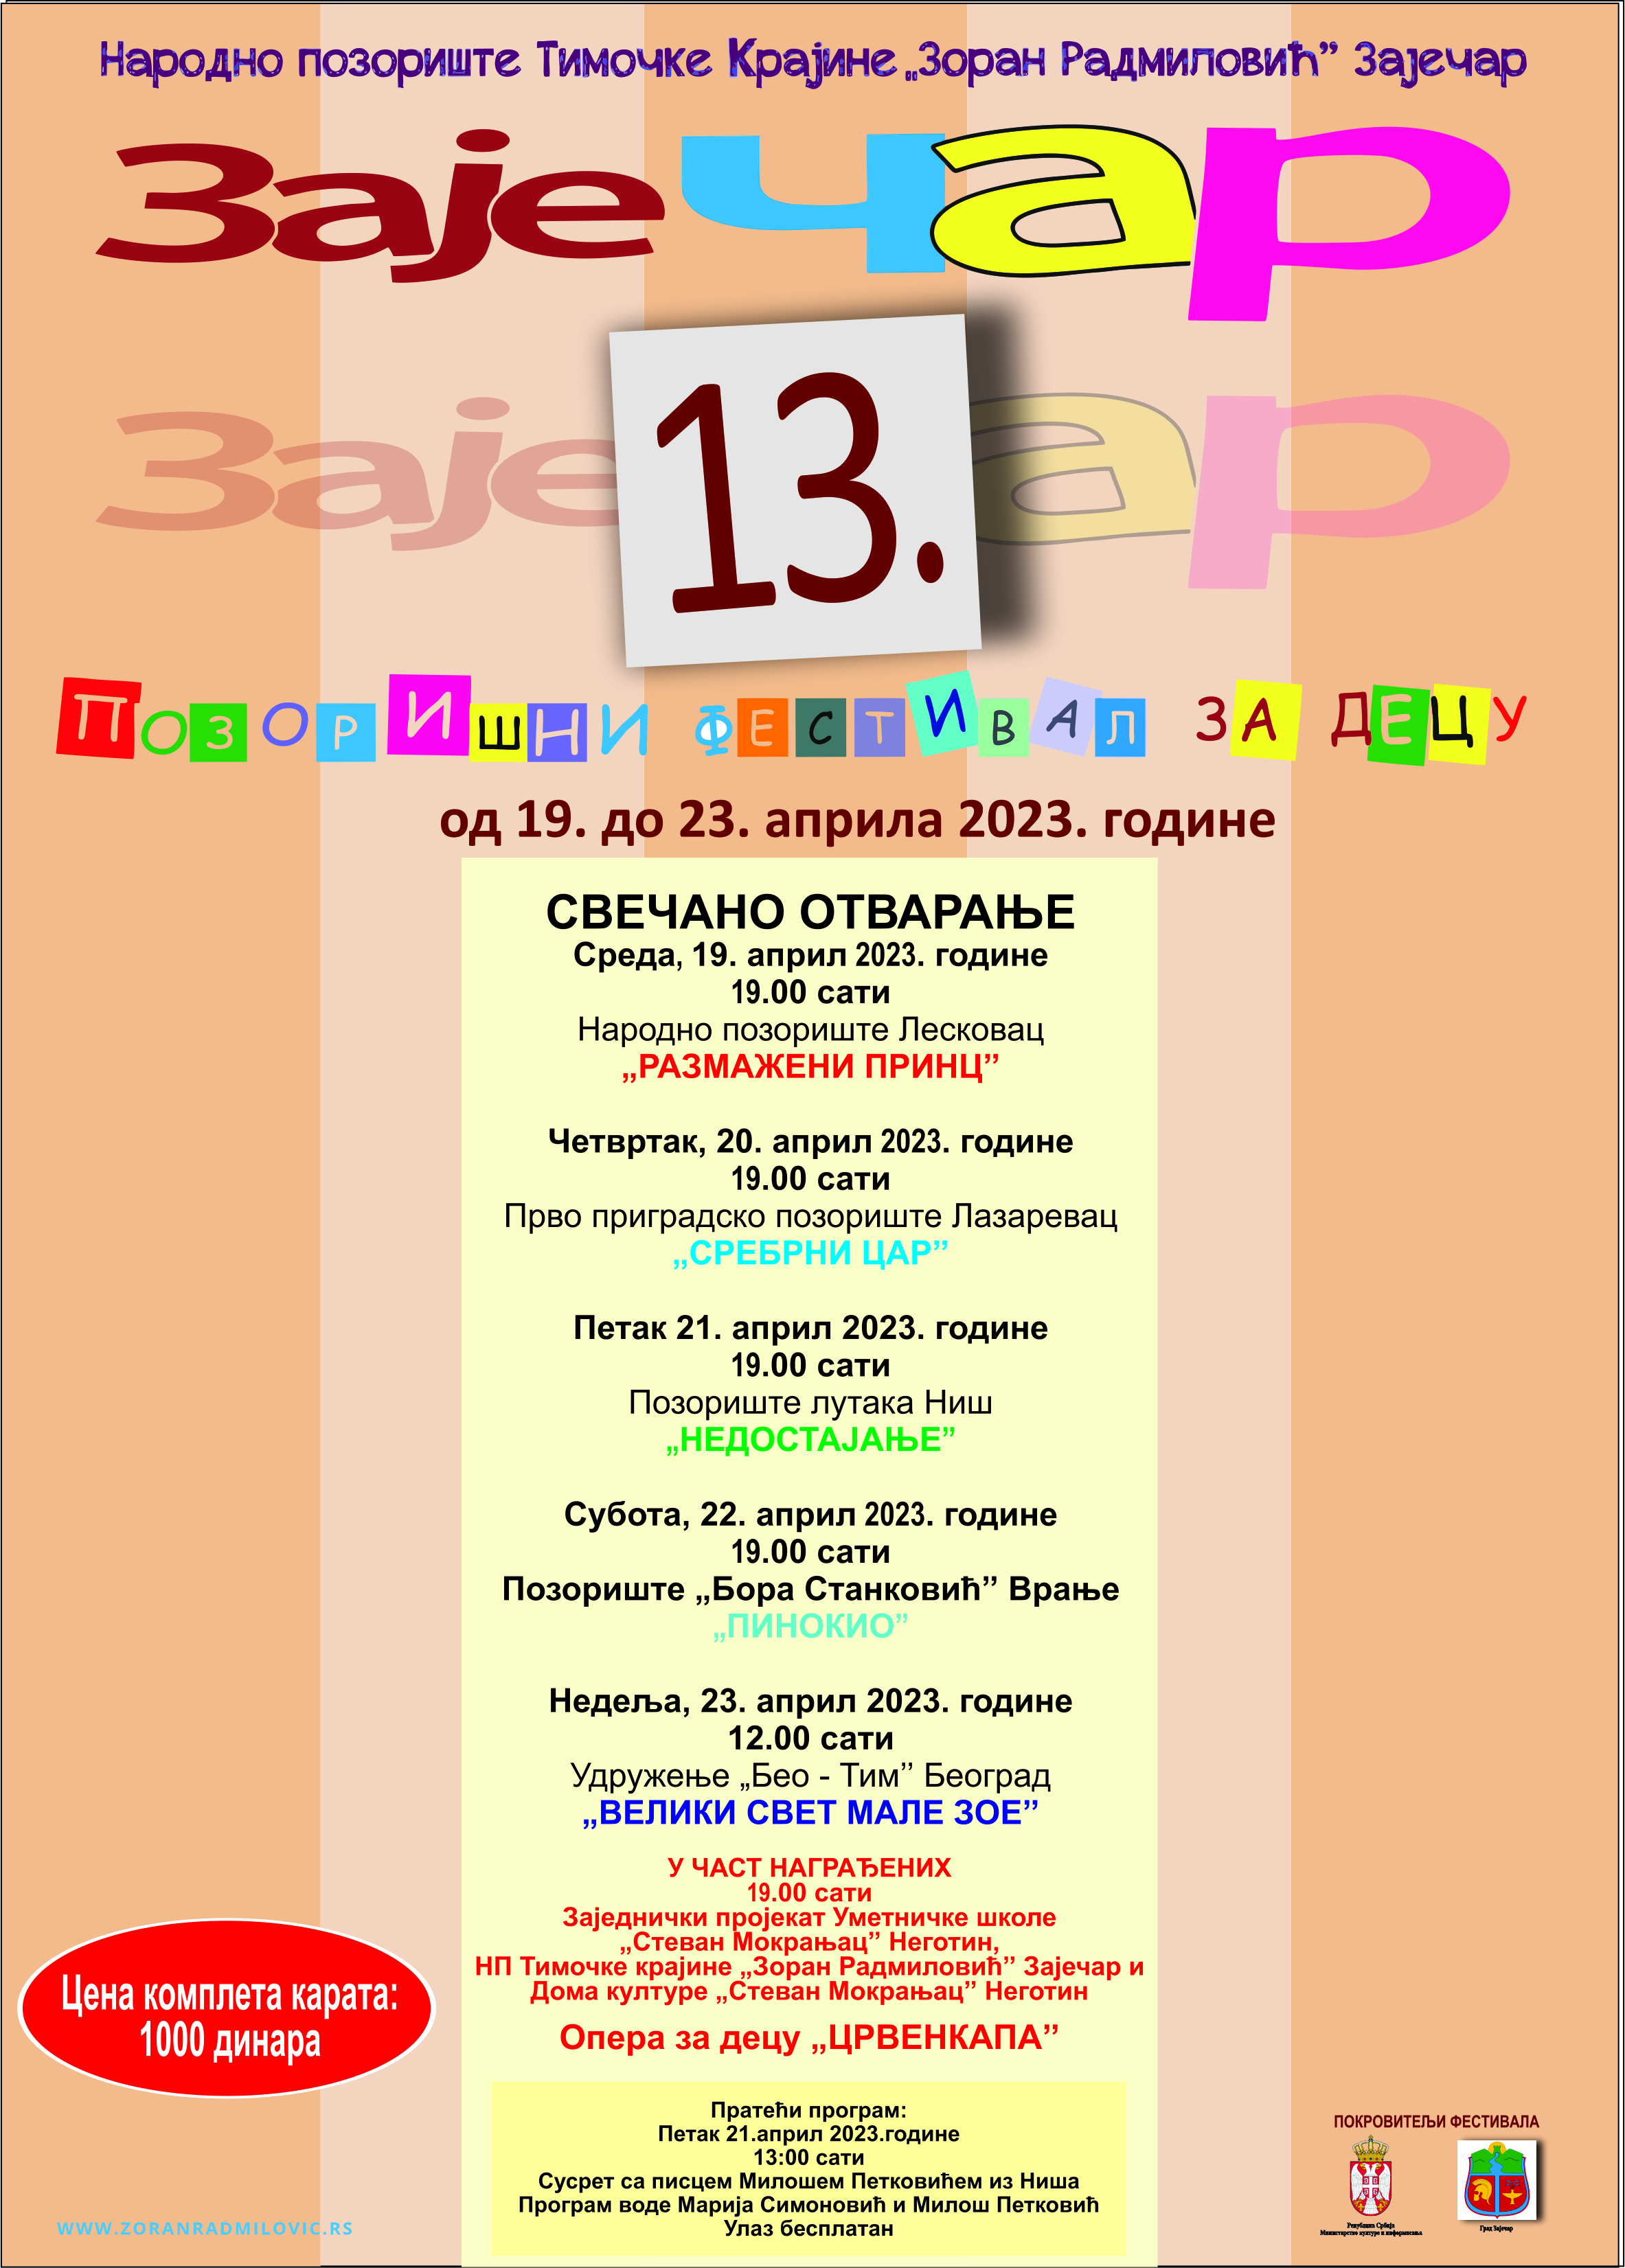 Народно позориште Тимочке Крајине „Зоран Радмиловић” Зајечар
Зајечар
Заје ар
13.
ПОЗОРИШНИ ФЕСТИВАЛ ЗА ДЕЦУ
од 19. до 23. априла 2023. године
СВЕЧАНО ОТВАРАЊЕ
Среда, 19. април 2023. године
19.00 сати
Народно позориште Лесковац
„РАЗМАЖЕНИ ПРИНЦ”
Четвртак, 20. април 2023. године
19.00 сати
Прво приградско позориште Лазаревац
„СРЕБРНИ ЦАР”
Петак 21. април 2023. године
19.00 сати
Позориште лутака Ниш
„НЕДОСТАЈАЊЕ”
Субота, 22. април 2023. године
19.00 сати
Позориште „Бора Станковић” Врање
„ПИНОКИО”
Недеља, 23. април 2023. године
12.00 сати
Удружење „Бео - Тим” Београд
„ВЕЛИКИ СВЕТ МАЛЕ ЗОЕ”
У ЧАСТ НАГРАЂЕНИХ
19.00 сати
Заједнички пројекат Уметничке школе
„Стеван Мокрањац” Неготин,
НП Тимочке крајине „Зоран Радмиловић” Зајечар и
Дома културе „Стеван Мокрањац” Неготин
Опера за децу „ЦРВЕНКАПА”
Цена комплета карата:
1000 динара
Пратећи програм:
Петак 21.април 2023.године
13:00 сати
Сусрет са писцем Милошем Петковићем из Ниша
Програм воде Марија Симоновић и Милош Петковић
Улаз бесплатан
WWW.ZORANRADMILOVIC.RS
ПОКРОВИТЕЉИ ФЕСТИВАЛА
Република Србија
Министарство културе и информисања
Град Зајечар